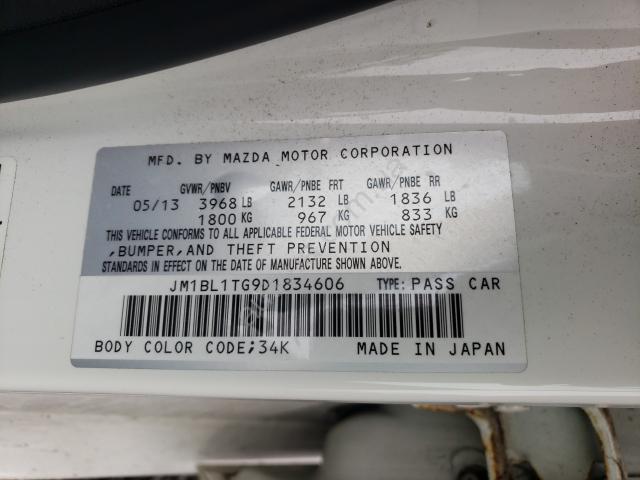 MFD. BY MAZDA MOTOR CORPORATION
DATE GVWR/PNBV GAWR/PNBE FRT GAWR/PNBE RR
05/13 3968 LB 2132 LB 1836 LB
1800 KG 967 KG 833 KG
THIS VEHICLE CONFORMS TO ALL APPLICABLE FEDERAL MOTOR VEHICLE SAFETY
,BUMPER,AND THEFT PREVENTION
STANDARDS IN EFFECT ON THE DATE OF MANUFACTURE SHOWN ABOVE.
JM1BL1TG9D1834606 TYPE: PASS CAR
BODY COLOR CODE;34K MADE IN JAPAN